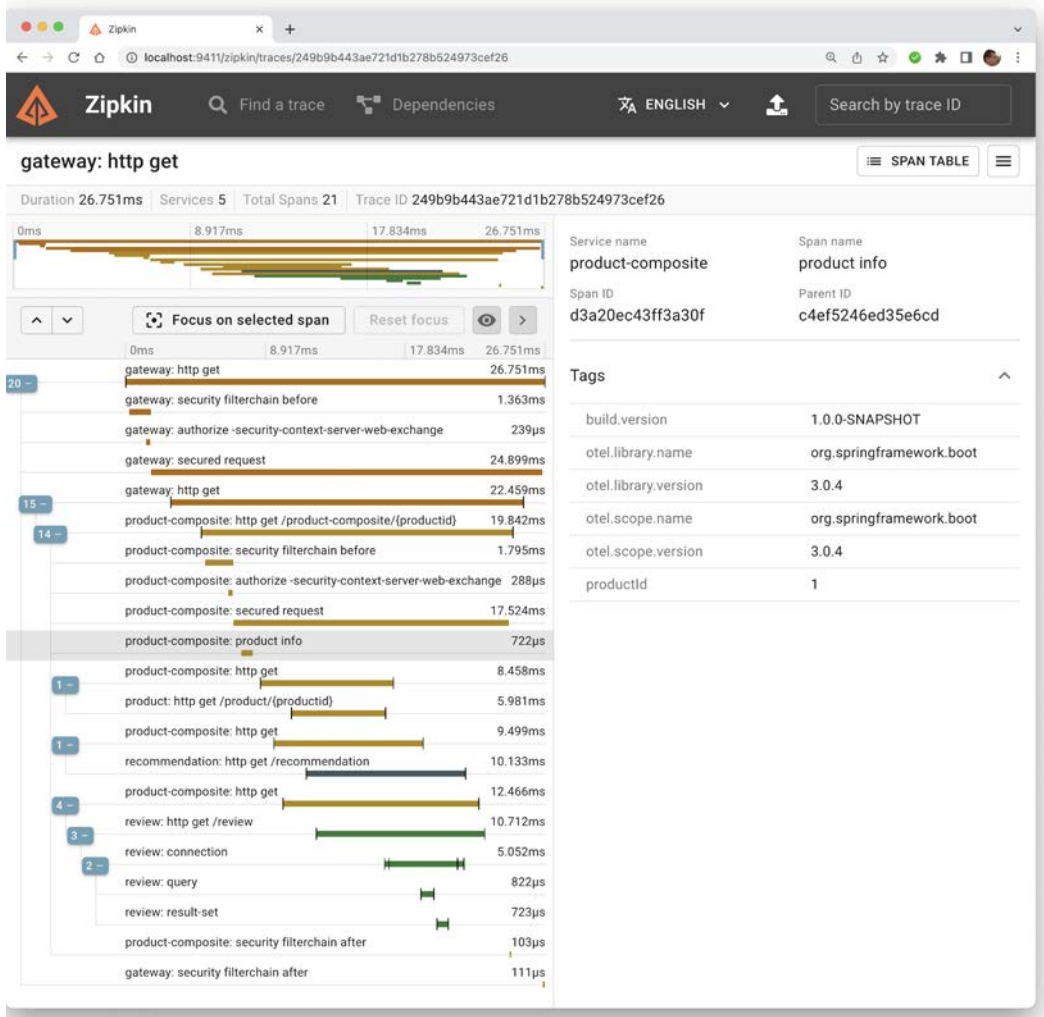 Zipkin
localhost:9411/zipkin/traces/249b9b443ae721d1b278b524973cef26
Zipkin Find a trace Dependencies ENGLISH Search by trace ID
gateway: http get SPAN TABLE
Duration 26.751ms Services 5 Total Spans 21 Trace ID 249b9b443ae721d1b278b524973cef26
0ms 8.917ms 17.834ms 26.751ms
Focus on selected span Reset focus
0ms 8.917ms 17.834ms 26.751ms
gateway: http get 26.751ms
20 −
gateway: security filterchain before 1.363ms
gateway: authorize -security-context-server-web-exchange 239μs
gateway: secured request 24.899ms
gateway: http get 22.459ms
15 −
product-composite: http get /product-composite/{productid} 19.842ms
14 −
product-composite: security filterchain before 1.795ms
product-composite: authorize -security-context-server-web-exchange 288μs
product-composite: secured request 17.524ms
product-composite: product info 722μs
product-composite: http get 8.458ms
1 −
product: http get /product/{productid} 5.981ms
product-composite: http get 9.499ms
1 −
recommendation: http get /recommendation 10.133ms
product-composite: http get 12.466ms
4 −
review: http get /review 10.712ms
3 −
review: connection 5.052ms
2 −
review: query 822μs
review: result-set 723μs
product-composite: security filterchain after 103μs
gateway: security filterchain after 111μs
Service name Span name
product-composite product info
Span ID Parent ID
d3a20ec43ff3a30f c4ef5246ed35e6cd
Tags
build.version 1.0.0-SNAPSHOT
otel.library.name org.springframework.boot
otel.library.version 3.0.4
otel.scope.name org.springframework.boot
otel.scope.version 3.0.4
productId 1